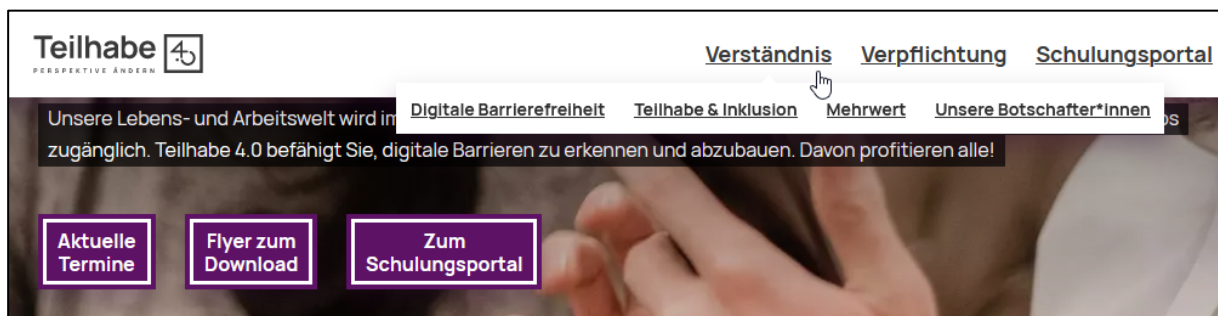 Teilhabe 4.0
PERSPEKTIVE ÄNDERN
Verständnis Verpflichtung Schulungsportal
Digitale Barrierefreiheit Teilhabe & Inklusion Mehrwert Unsere Botschafter*innen
Unsere Lebens- und Arbeitswelt wird
zugänglich. Teilhabe 4.0 befähigt Sie, digitale Barrieren zu erkennen und abzubauen. Davon profitieren alle!
Aktuelle
Termine
Flyer zum
Download
Zum
Schulungsportal